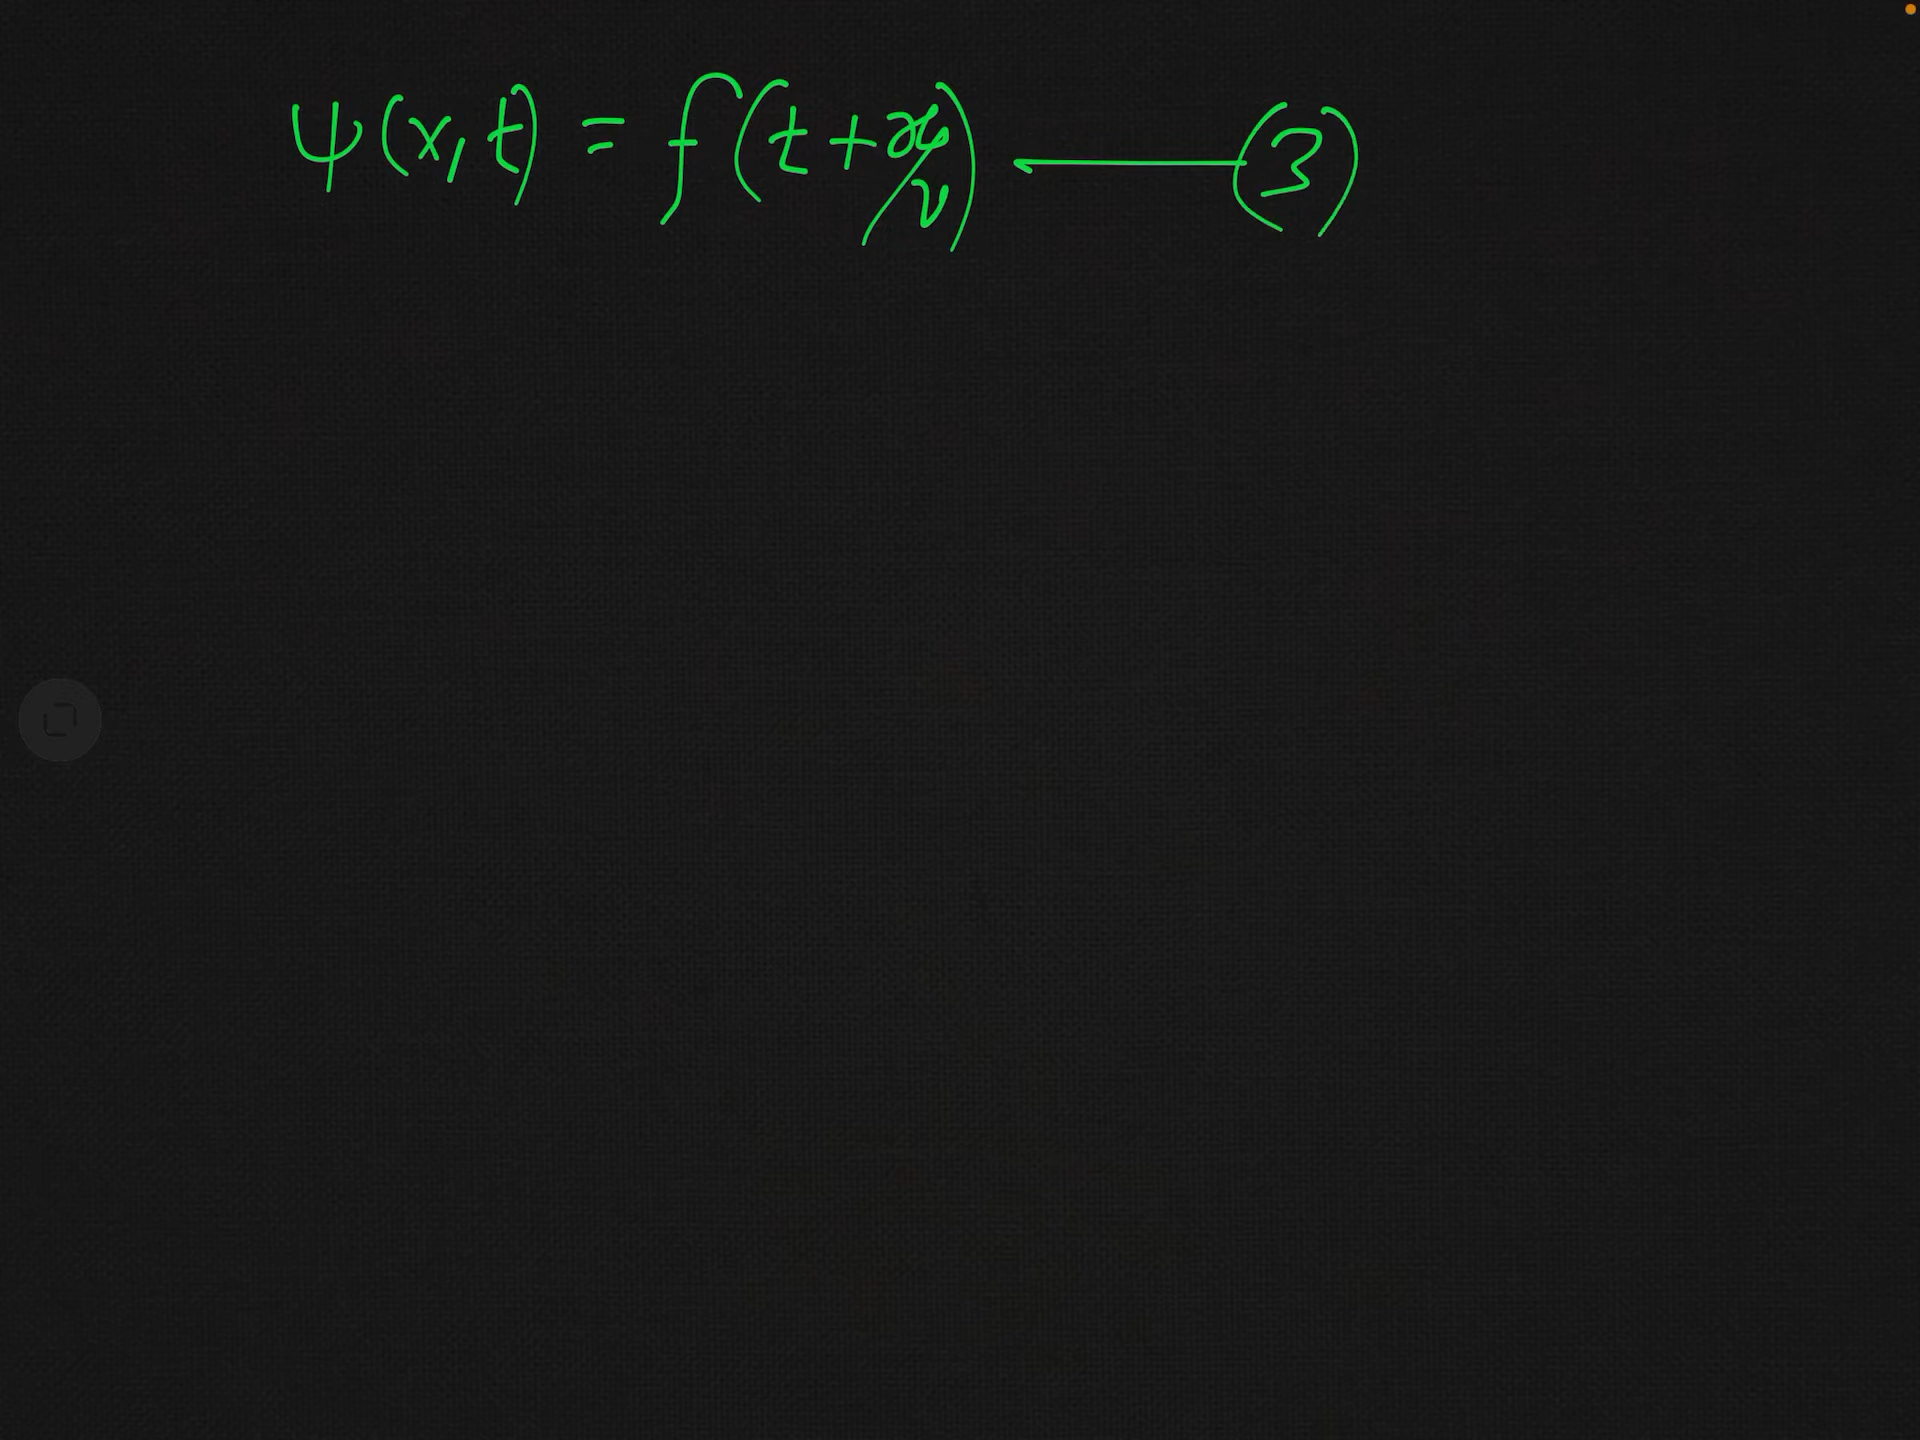 ψ(x, t) = f(t + x/v) ——— (3)